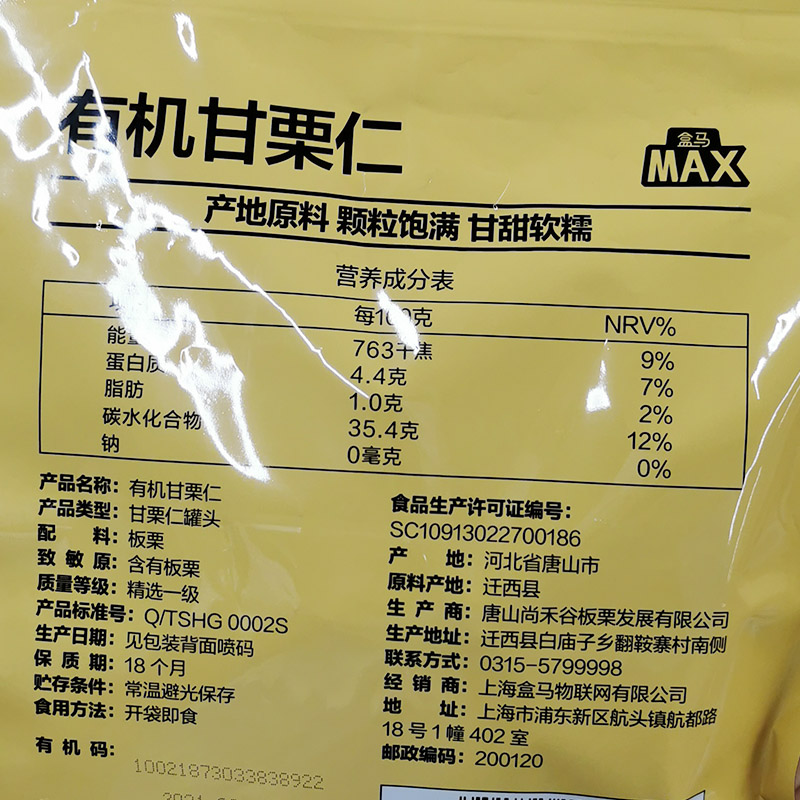 有机甘栗仁
盒马
MAX
产地原料 颗粒饱满 甘甜软糯
营养成分表
每100克 NRV%
能量 763千焦 9%
蛋白质 4.4克 7%
脂肪 1.0克 2%
碳水化合物 35.4克 12%
钠 0毫克 0%
产品名称：有机甘栗仁
产品类型：甘栗仁罐头
配料：板栗
致敏原：含有板栗
质量等级：精选一级
产品标准号：Q/TSHG 0002S
生产日期：见包装背面喷码
保质期：18个月
贮存条件：常温避光保存
食用方法：开袋即食
有机码：
10021873033838922
食品生产许可证编号：
SC10913022700186
产地：河北省唐山市
原料产地：迁西县
生产商：唐山尚禾谷板栗发展有限公司
生产地址：迁西县白庙子乡翻鞍寨村南侧
联系方式：0315-5799998
经销商：上海盒马物联网有限公司
地址：上海市浦东新区航头镇航都路
18号1幢402室
邮政编码：200120